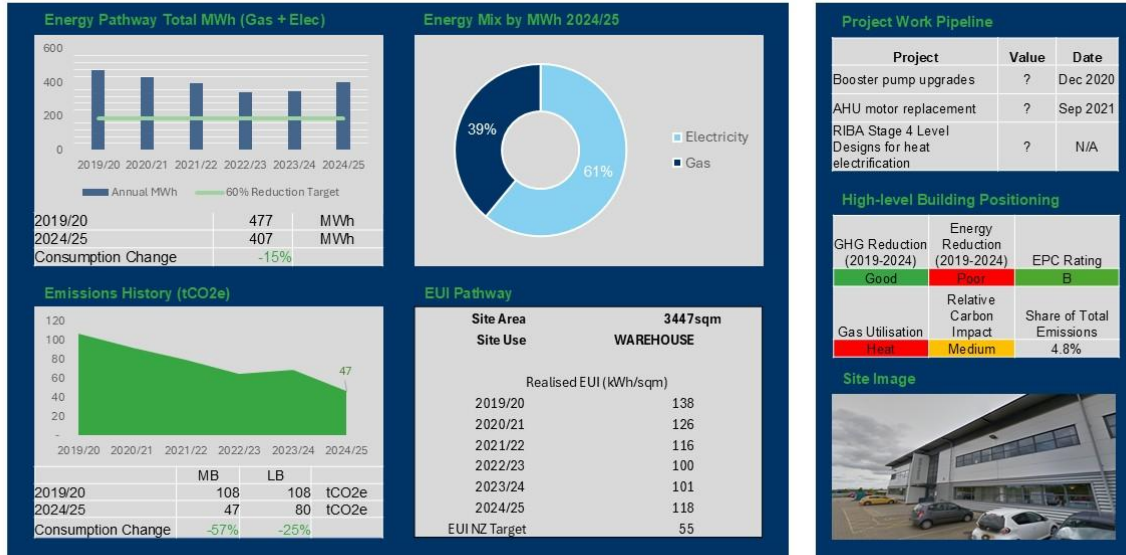 Energy Pathway Total MWh (Gas + Elec)
600
400
200
0
2019/20 2020/21 2021/22 2022/23 2023/24 2024/25
Annual MWh 60% Reduction Target
2019/20 477 MWh
2024/25 407 MWh
Consumption Change -15%
Energy Mix by MWh 2024/25
39%
61%
Electricity
Gas
Emissions History (tCO2e)
120
100
80
60
40
20
-
47
2019/20 2020/21 2021/22 2022/23 2023/24 2024/25
MB LB
2019/20 108 108 tCO2e
2024/25 47 80 tCO2e
Consumption Change -57% -25%
EUI Pathway
Site Area 3447sqm
Site Use WAREHOUSE
Realised EUI (kWh/sqm)
2019/20 138
2020/21 126
2021/22 116
2022/23 100
2023/24 101
2024/25 118
EUI NZ Target 55
Project Work Pipeline
Project Value Date
Booster pump upgrades ? Dec 2020
AHU motor replacement ? Sep 2021
RIBA Stage 4 Level
Designs for heat
electrification ? N/A
High-level Building Positioning
GHG Reduction
(2019-2024)
Energy
Reduction
(2019-2024)
EPC Rating
Good Poor B
Gas Utilisation
Relative
Carbon
Impact
Share of Total
Emissions
Heat Medium 4.8%
Site Image